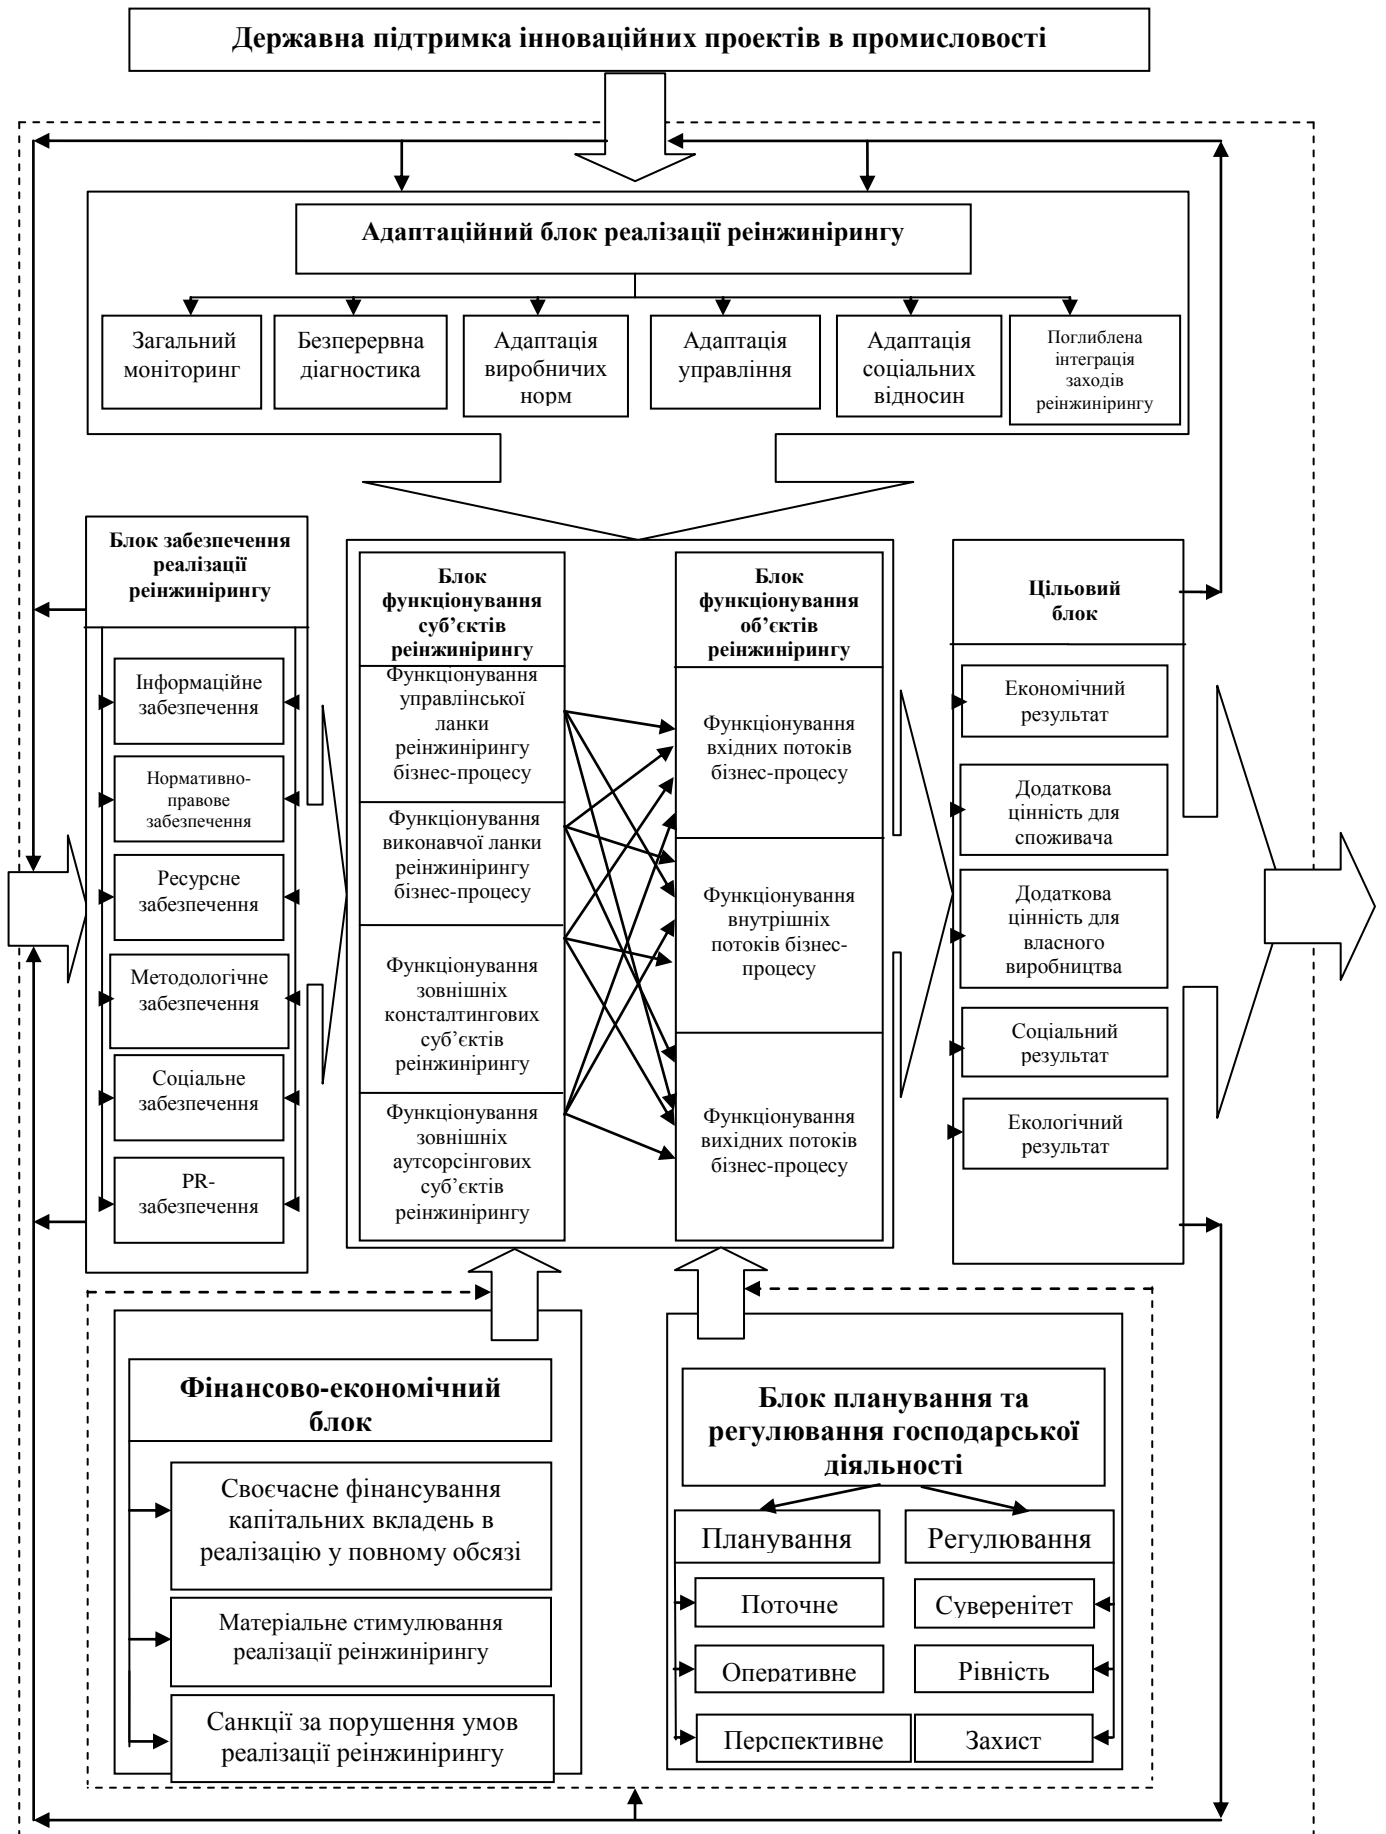 Державна підтримка інноваційних проектів в промисловості
Адаптаційний блок реалізації реінжинірингу
Загальний
моніторинг
Безперервна
діагностика
Адаптація
виробничих
норм
Адаптація
управління
Адаптація
соціальних
відносин
Поглиблена
інтеграція
заходів
реінжинірингу
Блок забезпечення
реалізації
реінжинірингу
Інформаційне
забезпечення
Нормативно-
правове
забезпечення
Ресурсне
забезпечення
Методологічне
забезпечення
Соціальне
забезпечення
PR-
забезпечення
Блок
функціонування
суб’єктів
реінжинірингу
Функціонування
управлінської
ланки
реінжинірингу
бізнес-процесу
Функціонування
виконавчої ланки
реінжинірингу
бізнес-процесу
Функціонування
зовнішніх
консталтингових
суб’єктів
реінжинірингу
Функціонування
зовнішніх
аутсорсінгових
суб’єктів
реінжинірингу
Блок
функціонування
об’єктів
реінжинірингу
Функціонування
вхідних потоків
бізнес-процесу
Функціонування
внутрішніх
потоків бізнес-
процесу
Функціонування
вихідних потоків
бізнес-процесу
Цільовий
блок
Економічний
результат
Додаткова
цінність для
споживача
Додаткова
цінність для
власного
виробництва
Соціальний
результат
Екологічний
результат
Фінансово-економічний
блок
Своєчасне фінансування
капітальних вкладень в
реалізацію у повному обсязі
Матеріальне стимулювання
реалізації реінжинірингу
Санкції за порушення умов
реалізації реінжинірингу
Блок планування та
регулювання господарської
діяльності
Планування
Поточне
Оперативне
Перспективне
Регулювання
Суверенітет
Рівність
Захист